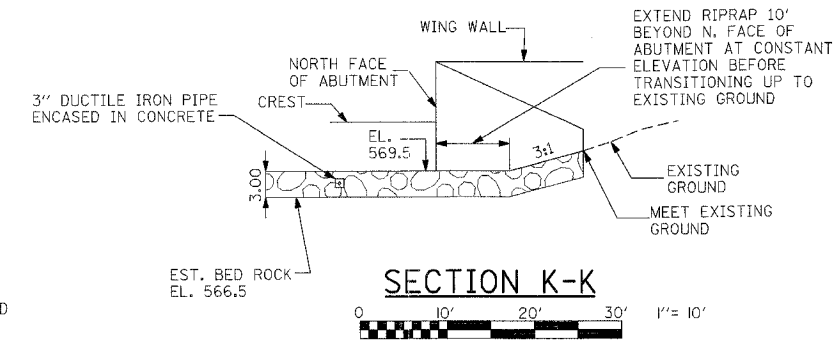 WING WALL
EXTEND RIPRAP 10'
BEYOND N. FACE OF
ABUTMENT AT CONSTANT
ELEVATION BEFORE
TRANSITIONING UP TO
EXISTING GROUND
NORTH FACE
OF ABUTMENT
3" DUCTILE IRON PIPE
ENCASED IN CONCRETE
CREST
EL.
569.5
3:1
3.00
EXISTING
GROUND
MEET EXISTING
GROUND
EST. BED ROCK
EL. 566.5
D
SECTION K-K
0 10' 20' 30' 1"= 10'